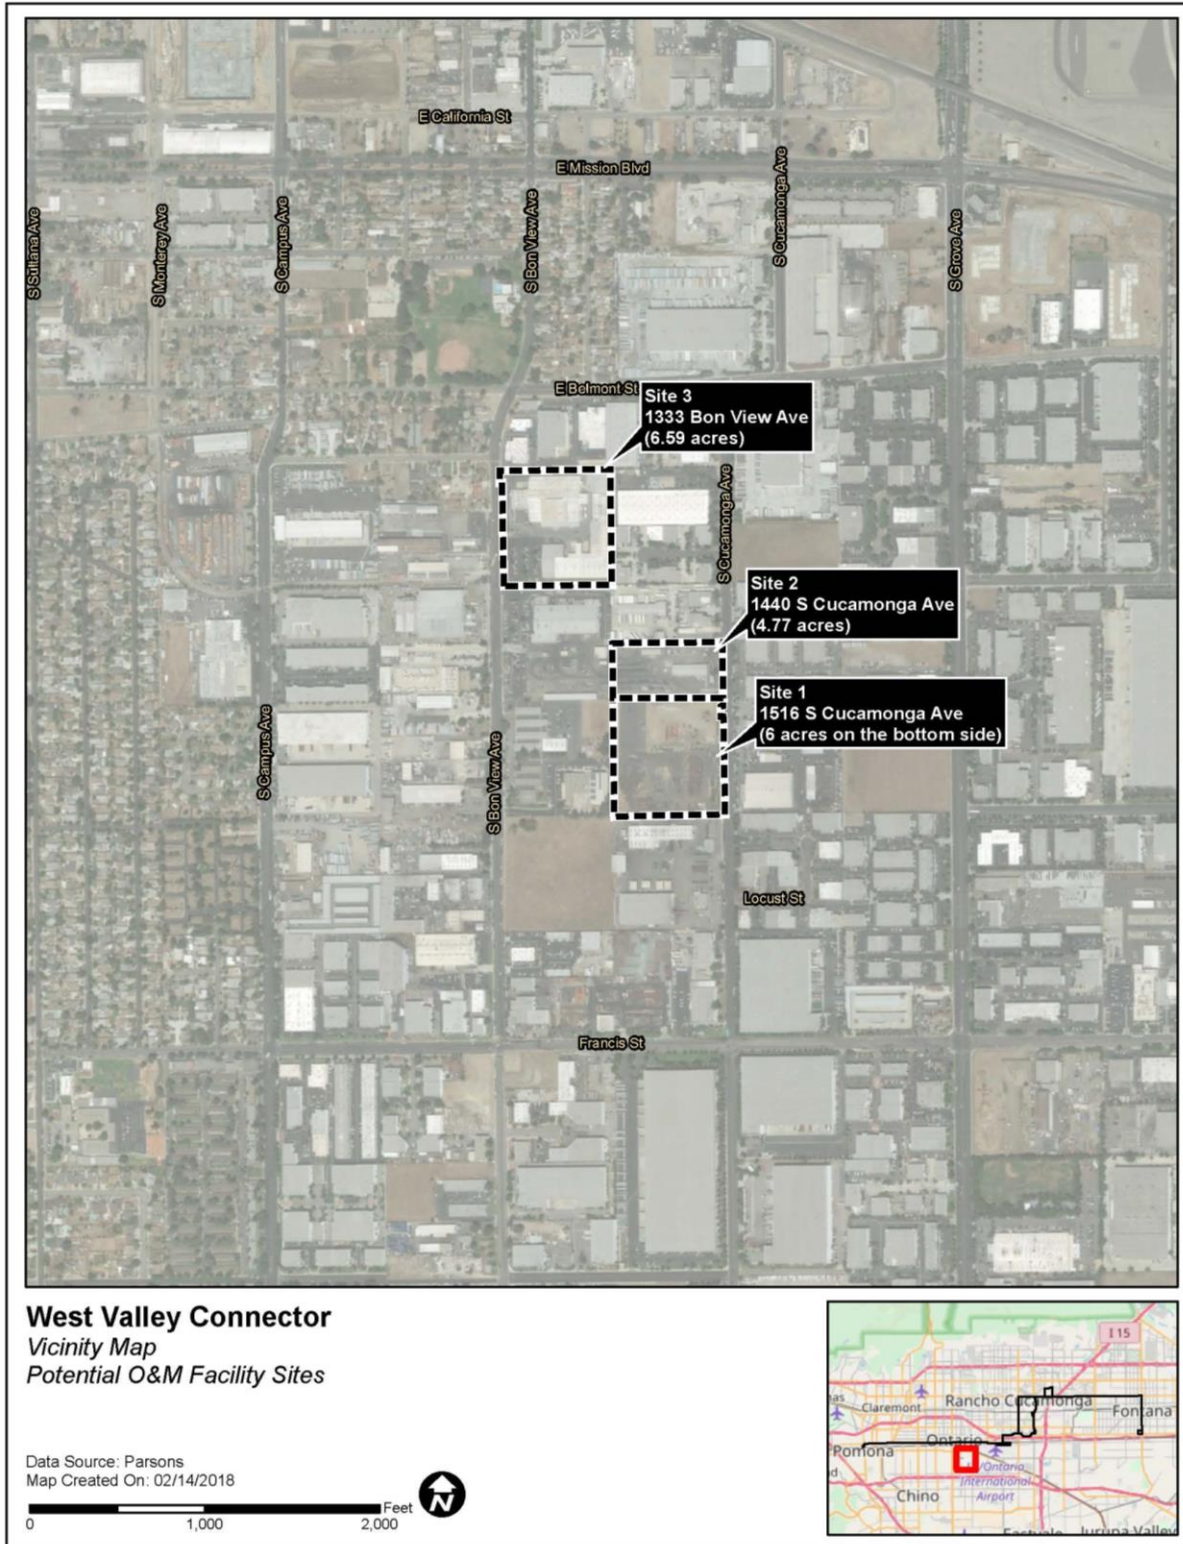 E California St
E Mission Blvd
S Sultana Ave
S Monterey Ave
S Campus Ave
S Bon View Ave
S Cucamonga Ave
S Grove Ave
E Belmont St
Site 3
1333 Bon View Ave
(6.59 acres)
S Cucamonga Ave
Site 2
1440 S Cucamonga Ave
(4.77 acres)
Site 1
1516 S Cucamonga Ave
(6 acres on the bottom side)
S Campus Ave
S Bon View Ave
Locust St
Francis St
West Valley Connector
Vicinity Map
Potential O&M Facility Sites
Data Source: Parsons
Map Created On: 02/14/2018
Feet
0 1,000 2,000
N
I 15
Claremont
Rancho Cucamonga
Fontana
Pomona
Ontario
/Ontario
International
Airport
Chino
Eastvale
Jurupa Valley